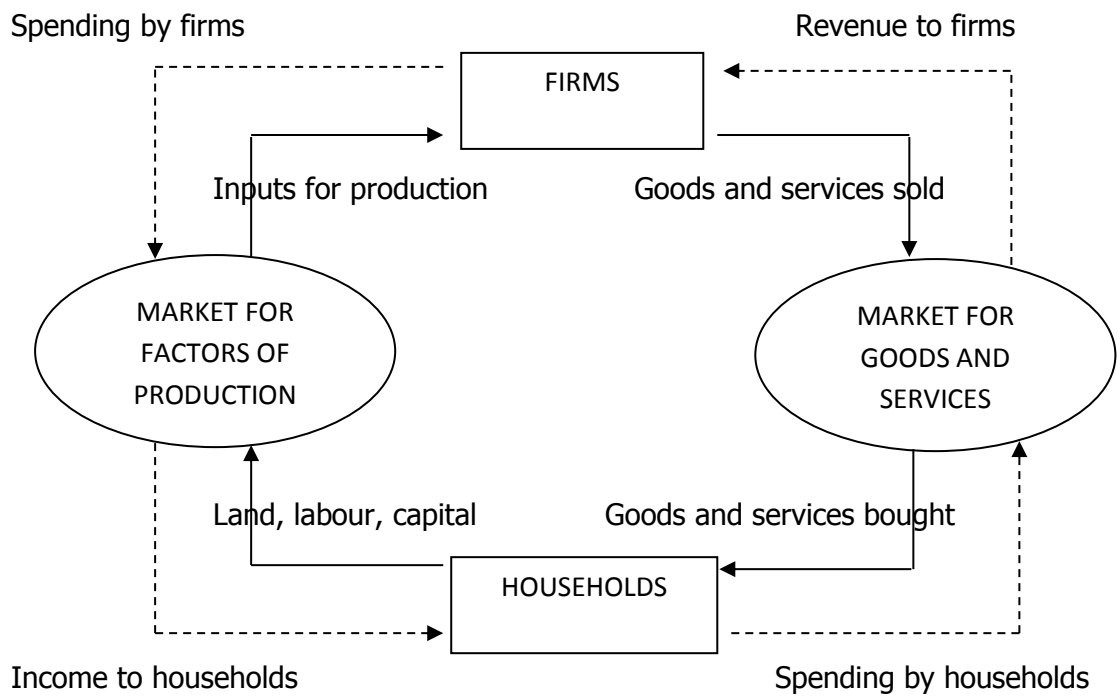 Spending by firms
Revenue to firms
FIRMS
Inputs for production
Goods and services sold
MARKET FOR
FACTORS OF
PRODUCTION
MARKET FOR
GOODS AND
SERVICES
Land, labour, capital
Goods and services bought
HOUSEHOLDS
Income to households
Spending by households